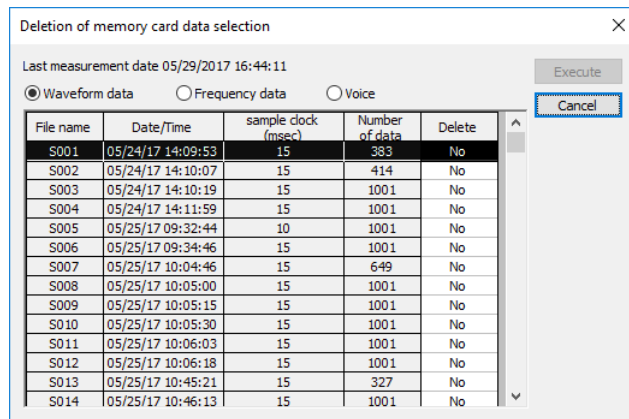 Deletion of memory card data selection
Last measurement date 05/29/2017 16:44:11
Execute
Waveform data Frequency data Voice
Cancel
File name Date/Time sample clock (msec) Number of data Delete
S001 05/24/17 14:09:53 15 383 No
S002 05/24/17 14:10:07 15 414 No
S003 05/24/17 14:10:19 15 1001 No
S004 05/24/17 14:11:59 15 1001 No
S005 05/25/17 09:32:44 10 1001 No
S006 05/25/17 09:34:46 15 1001 No
S007 05/25/17 10:04:46 15 649 No
S008 05/25/17 10:05:00 15 1001 No
S009 05/25/17 10:05:15 15 1001 No
S010 05/25/17 10:05:30 15 1001 No
S011 05/25/17 10:06:03 15 1001 No
S012 05/25/17 10:06:18 15 1001 No
S013 05/25/17 10:45:21 15 327 No
S014 05/25/17 10:46:13 15 1001 No